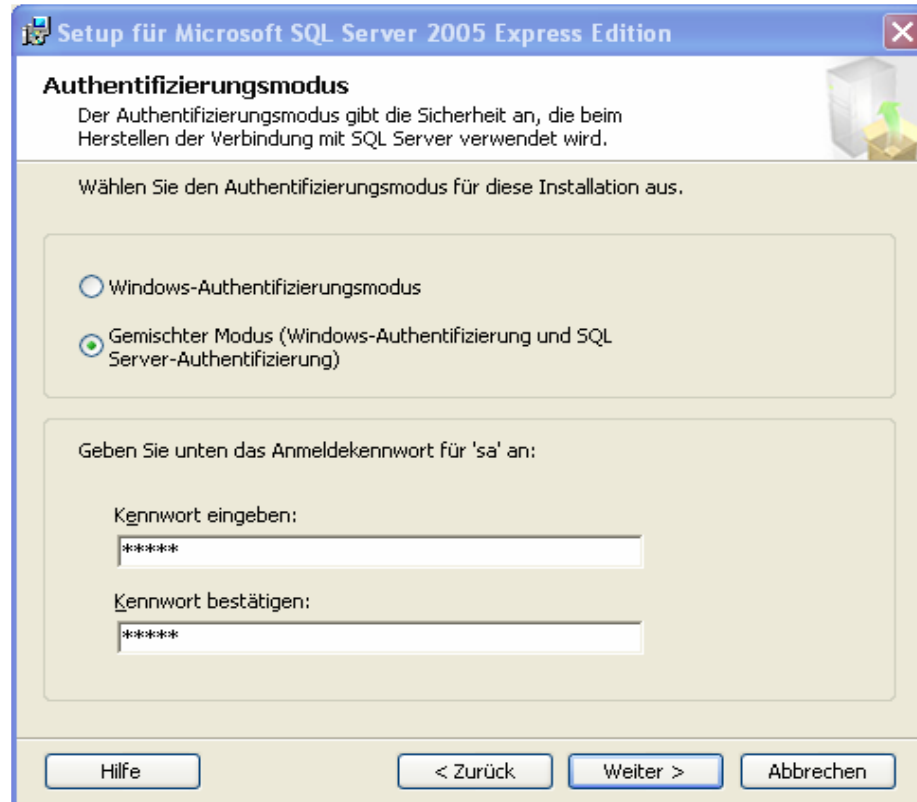 Setup für Microsoft SQL Server 2005 Express Edition
Authentifizierungsmodus
Der Authentifizierungsmodus gibt die Sicherheit an, die beim
Herstellen der Verbindung mit SQL Server verwendet wird.
Wählen Sie den Authentifizierungsmodus für diese Installation aus.
Windows-Authentifizierungsmodus
Gemischter Modus (Windows-Authentifizierung und SQL
Server-Authentifizierung)
Geben Sie unten das Anmeldekennwort für 'sa' an:
Kennwort eingeben:
*****
Kennwort bestätigen:
*****
Hilfe
< Zurück
Weiter >
Abbrechen